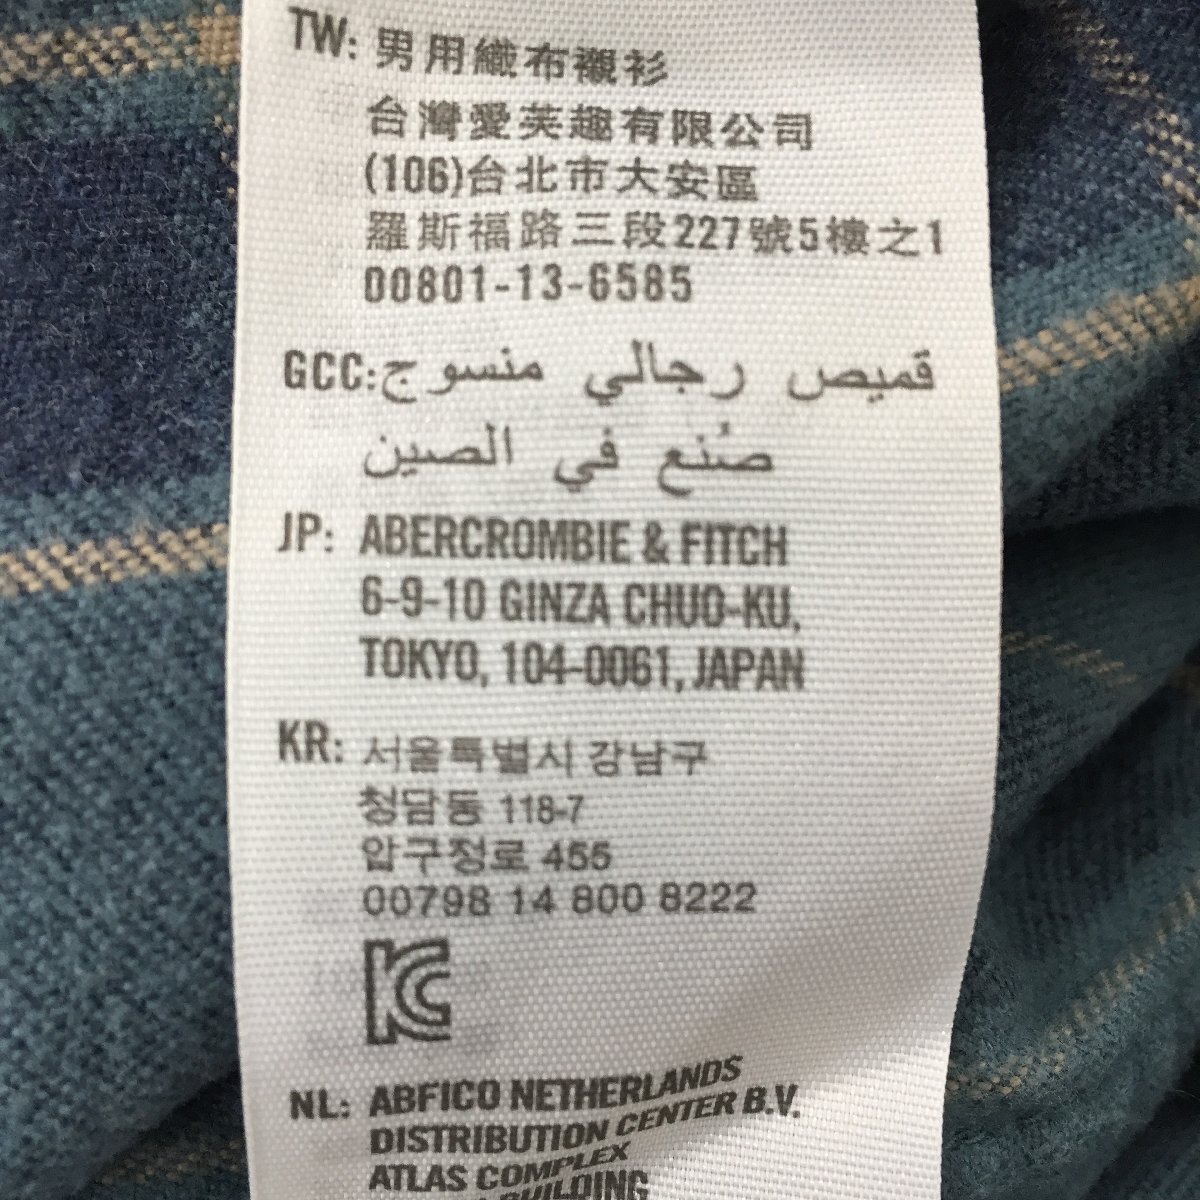 TW: 男用織布襯衫
台灣愛芙趣有限公司
(106)台北市大安區
羅斯福路三段227號5樓之1
00801-13-6585
GCC: قميص رجالي منسوج
صُنع في الصين
JP: ABERCROMBIE & FITCH
6-9-10 GINZA CHUO-KU,
TOKYO, 104-0061, JAPAN
KR: 서울특별시 강남구
청담동 118-7
압구정로 455
00798 14 800 8222
KC
NL: ABFICO NETHERLANDS
DISTRIBUTION CENTER B.V.
ATLAS COMPLEX
BUILDING